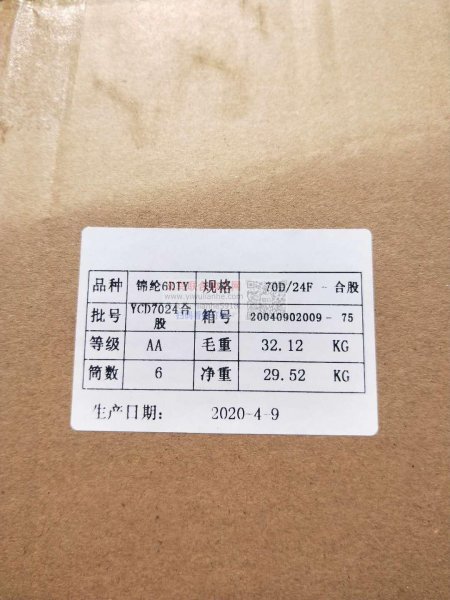 品种 锦纶6DTY 规格 70D/24F - 合股
批号 YCD7024合股 箱号 20040902009 - 75
等级 AA 毛重 32.12 KG
筒数 6 净重 29.52 KG
生产日期: 2020-4-9